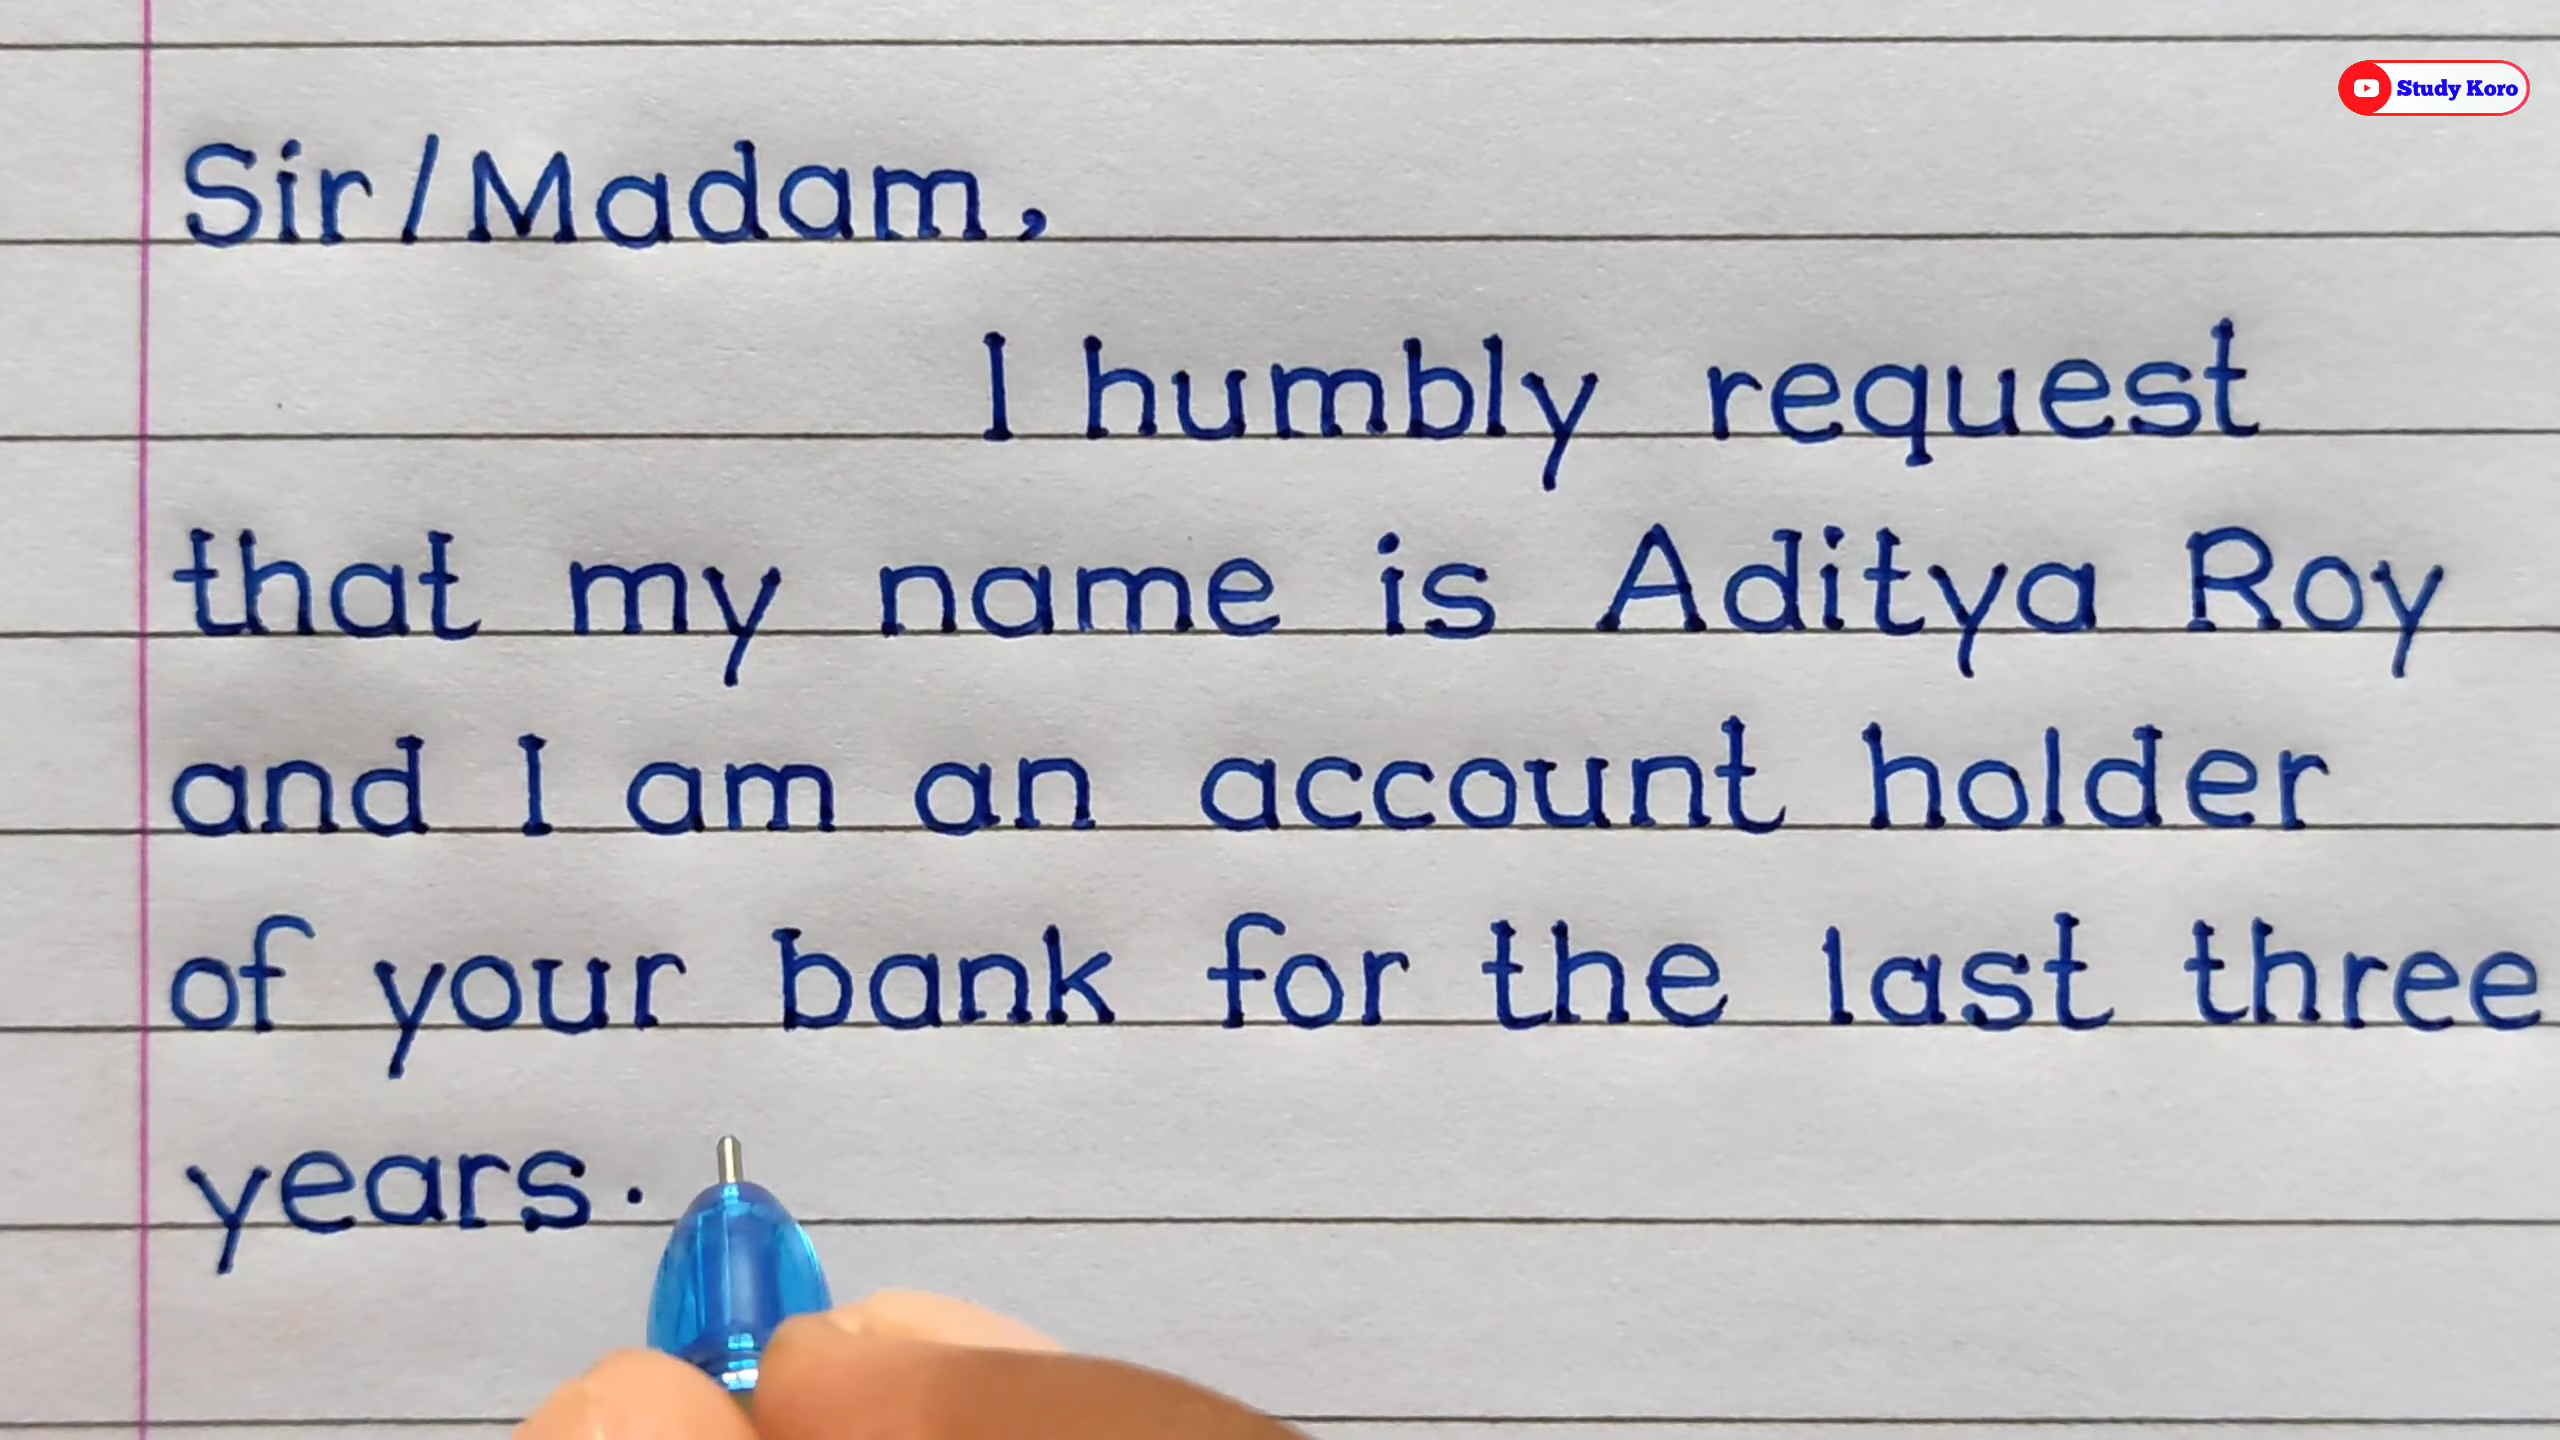 Study Koro
Sir/Madam,
I humbly request
that my name is Aditya Roy
and I am an account holder
of your bank for the last three
years.